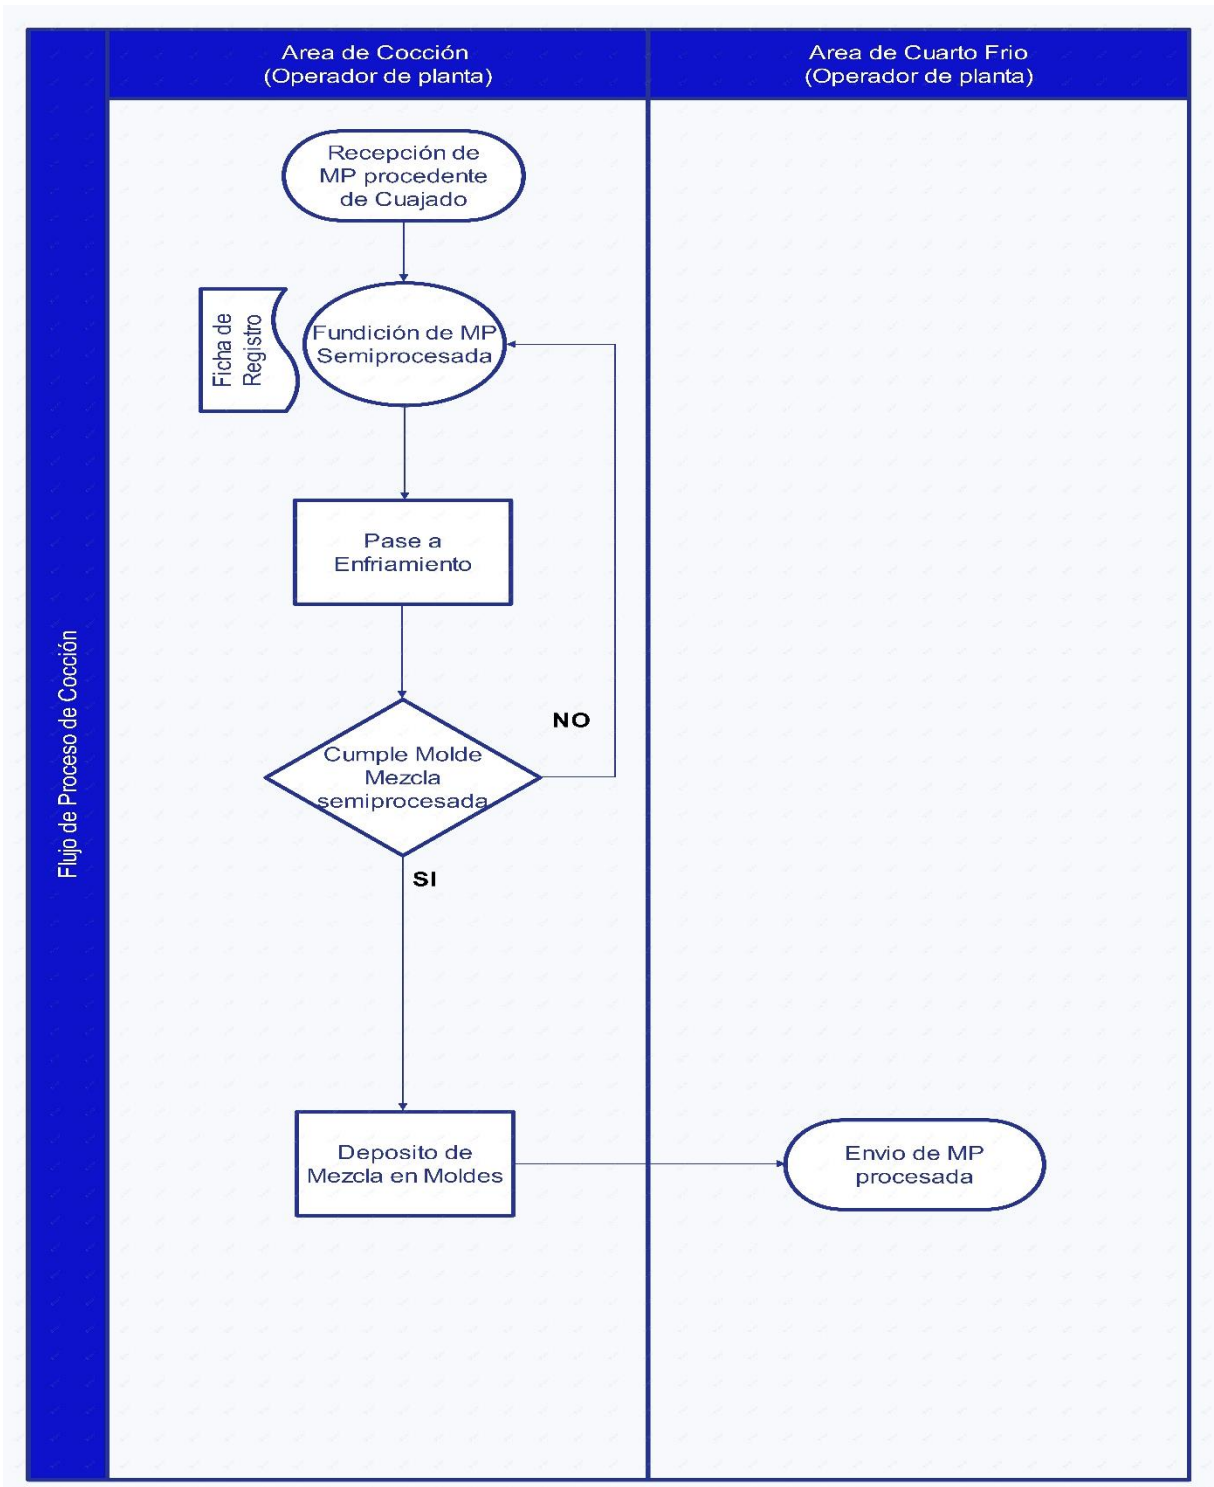 Area de Cocción
(Operador de planta)
Area de Cuarto Frio
(Operador de planta)
Flujo de Proceso de Cocción
Recepción de
MP procedente
de Cuajado
Ficha de
Registro
Fundición de MP
Semiprocesada
Pase a
Enfriamiento
Cumple Molde
Mezcla
semiprocesada
NO
SI
Deposito de
Mezcla en Moldes
Envio de MP
procesada